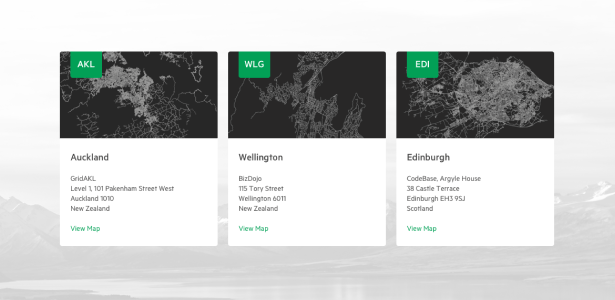 AKL
Auckland
GridAKL
Level 1, 101 Pakenham Street West
Auckland 1010
New Zealand
View Map
WLG
Wellington
BizDojo
115 Tory Street
Wellington 6011
New Zealand
View Map
EDI
Edinburgh
CodeBase, Argyle House
38 Castle Terrace
Edinburgh EH3 9SJ
Scotland
View Map